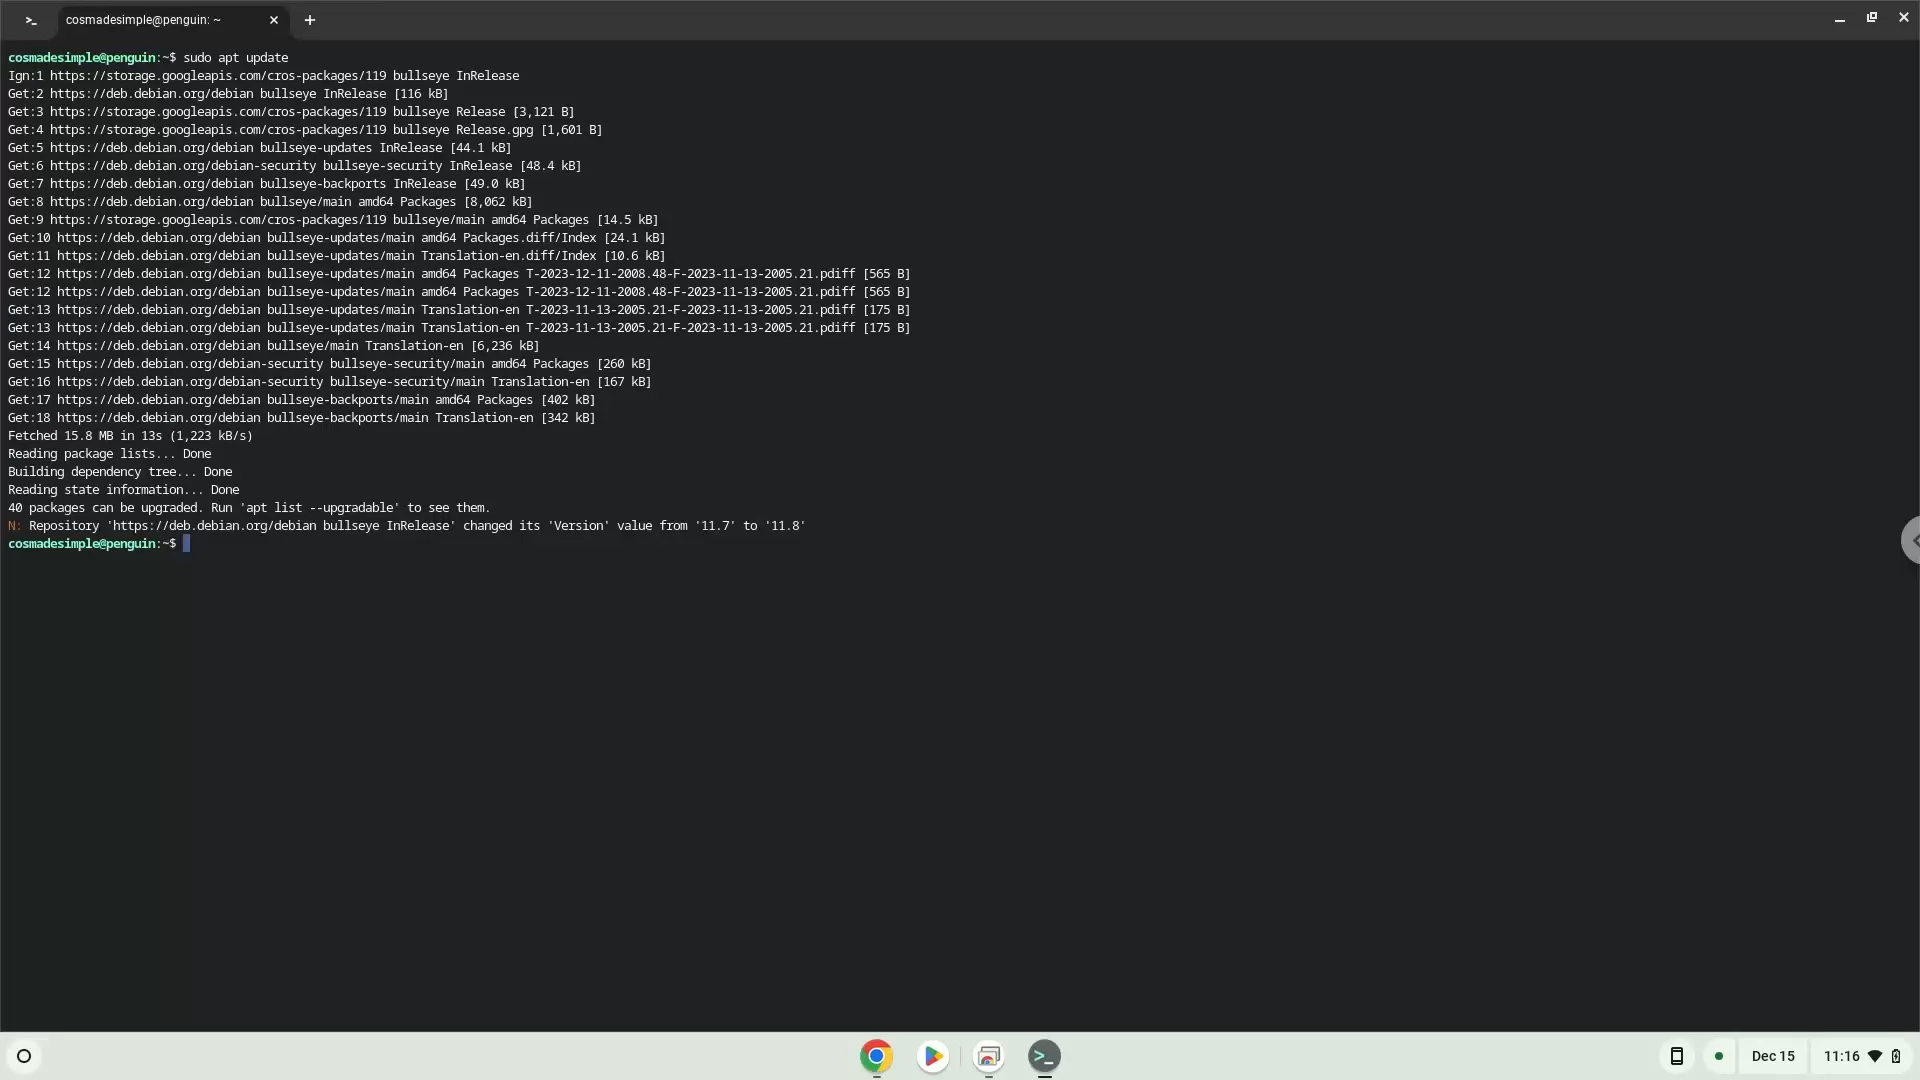 >_ cosmadesimple@penguin: ~
cosmadesimple@penguin:~$ sudo apt update
Ign:1 https://storage.googleapis.com/cros-packages/119 bullseye InRelease
Get:2 https://deb.debian.org/debian bullseye InRelease [116 kB]
Get:3 https://storage.googleapis.com/cros-packages/119 bullseye Release [3,121 B]
Get:4 https://storage.googleapis.com/cros-packages/119 bullseye Release.gpg [1,601 B]
Get:5 https://deb.debian.org/debian bullseye-updates InRelease [44.1 kB]
Get:6 https://deb.debian.org/debian-security bullseye-security InRelease [48.4 kB]
Get:7 https://deb.debian.org/debian bullseye-backports InRelease [49.0 kB]
Get:8 https://deb.debian.org/debian bullseye/main amd64 Packages [8,062 kB]
Get:9 https://storage.googleapis.com/cros-packages/119 bullseye/main amd64 Packages [14.5 kB]
Get:10 https://deb.debian.org/debian bullseye-updates/main amd64 Packages.diff/Index [24.1 kB]
Get:11 https://deb.debian.org/debian bullseye-updates/main Translation-en.diff/Index [10.6 kB]
Get:12 https://deb.debian.org/debian bullseye-updates/main amd64 Packages T-2023-12-11-2008.48-F-2023-11-13-2005.21.pdiff [565 B]
Get:12 https://deb.debian.org/debian bullseye-updates/main amd64 Packages T-2023-12-11-2008.48-F-2023-11-13-2005.21.pdiff [565 B]
Get:13 https://deb.debian.org/debian bullseye-updates/main Translation-en T-2023-11-13-2005.21-F-2023-11-13-2005.21.pdiff [175 B]
Get:13 https://deb.debian.org/debian bullseye-updates/main Translation-en T-2023-11-13-2005.21-F-2023-11-13-2005.21.pdiff [175 B]
Get:14 https://deb.debian.org/debian bullseye/main Translation-en [6,236 kB]
Get:15 https://deb.debian.org/debian-security bullseye-security/main amd64 Packages [260 kB]
Get:16 https://deb.debian.org/debian-security bullseye-security/main Translation-en [167 kB]
Get:17 https://deb.debian.org/debian bullseye-backports/main amd64 Packages [402 kB]
Get:18 https://deb.debian.org/debian bullseye-backports/main Translation-en [342 kB]
Fetched 15.8 MB in 13s (1,223 kB/s)
Reading package lists... Done
Building dependency tree... Done
Reading state information... Done
40 packages can be upgraded. Run 'apt list --upgradable' to see them.
N: Repository 'https://deb.debian.org/debian bullseye InRelease' changed its 'Version' value from '11.7' to '11.8'
cosmadesimple@penguin:~$
Dec 15 11:16